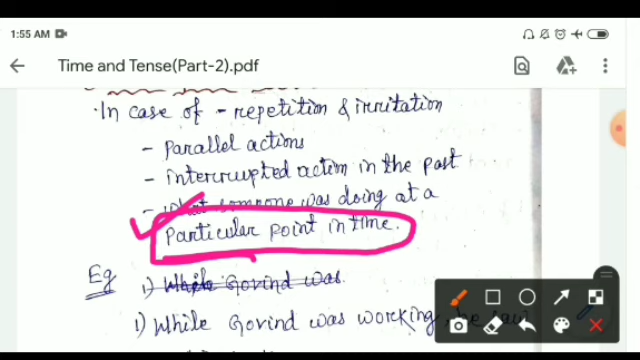 1:55 AM
Time and Tense(Part-2).pdf
·In case of - repetition & irritation
- Parallel actions
- interrupted action in the past
- what someone was doing at a
Particular point in time.
Eg 1) While Govind was
1) While Govind was working, he saw